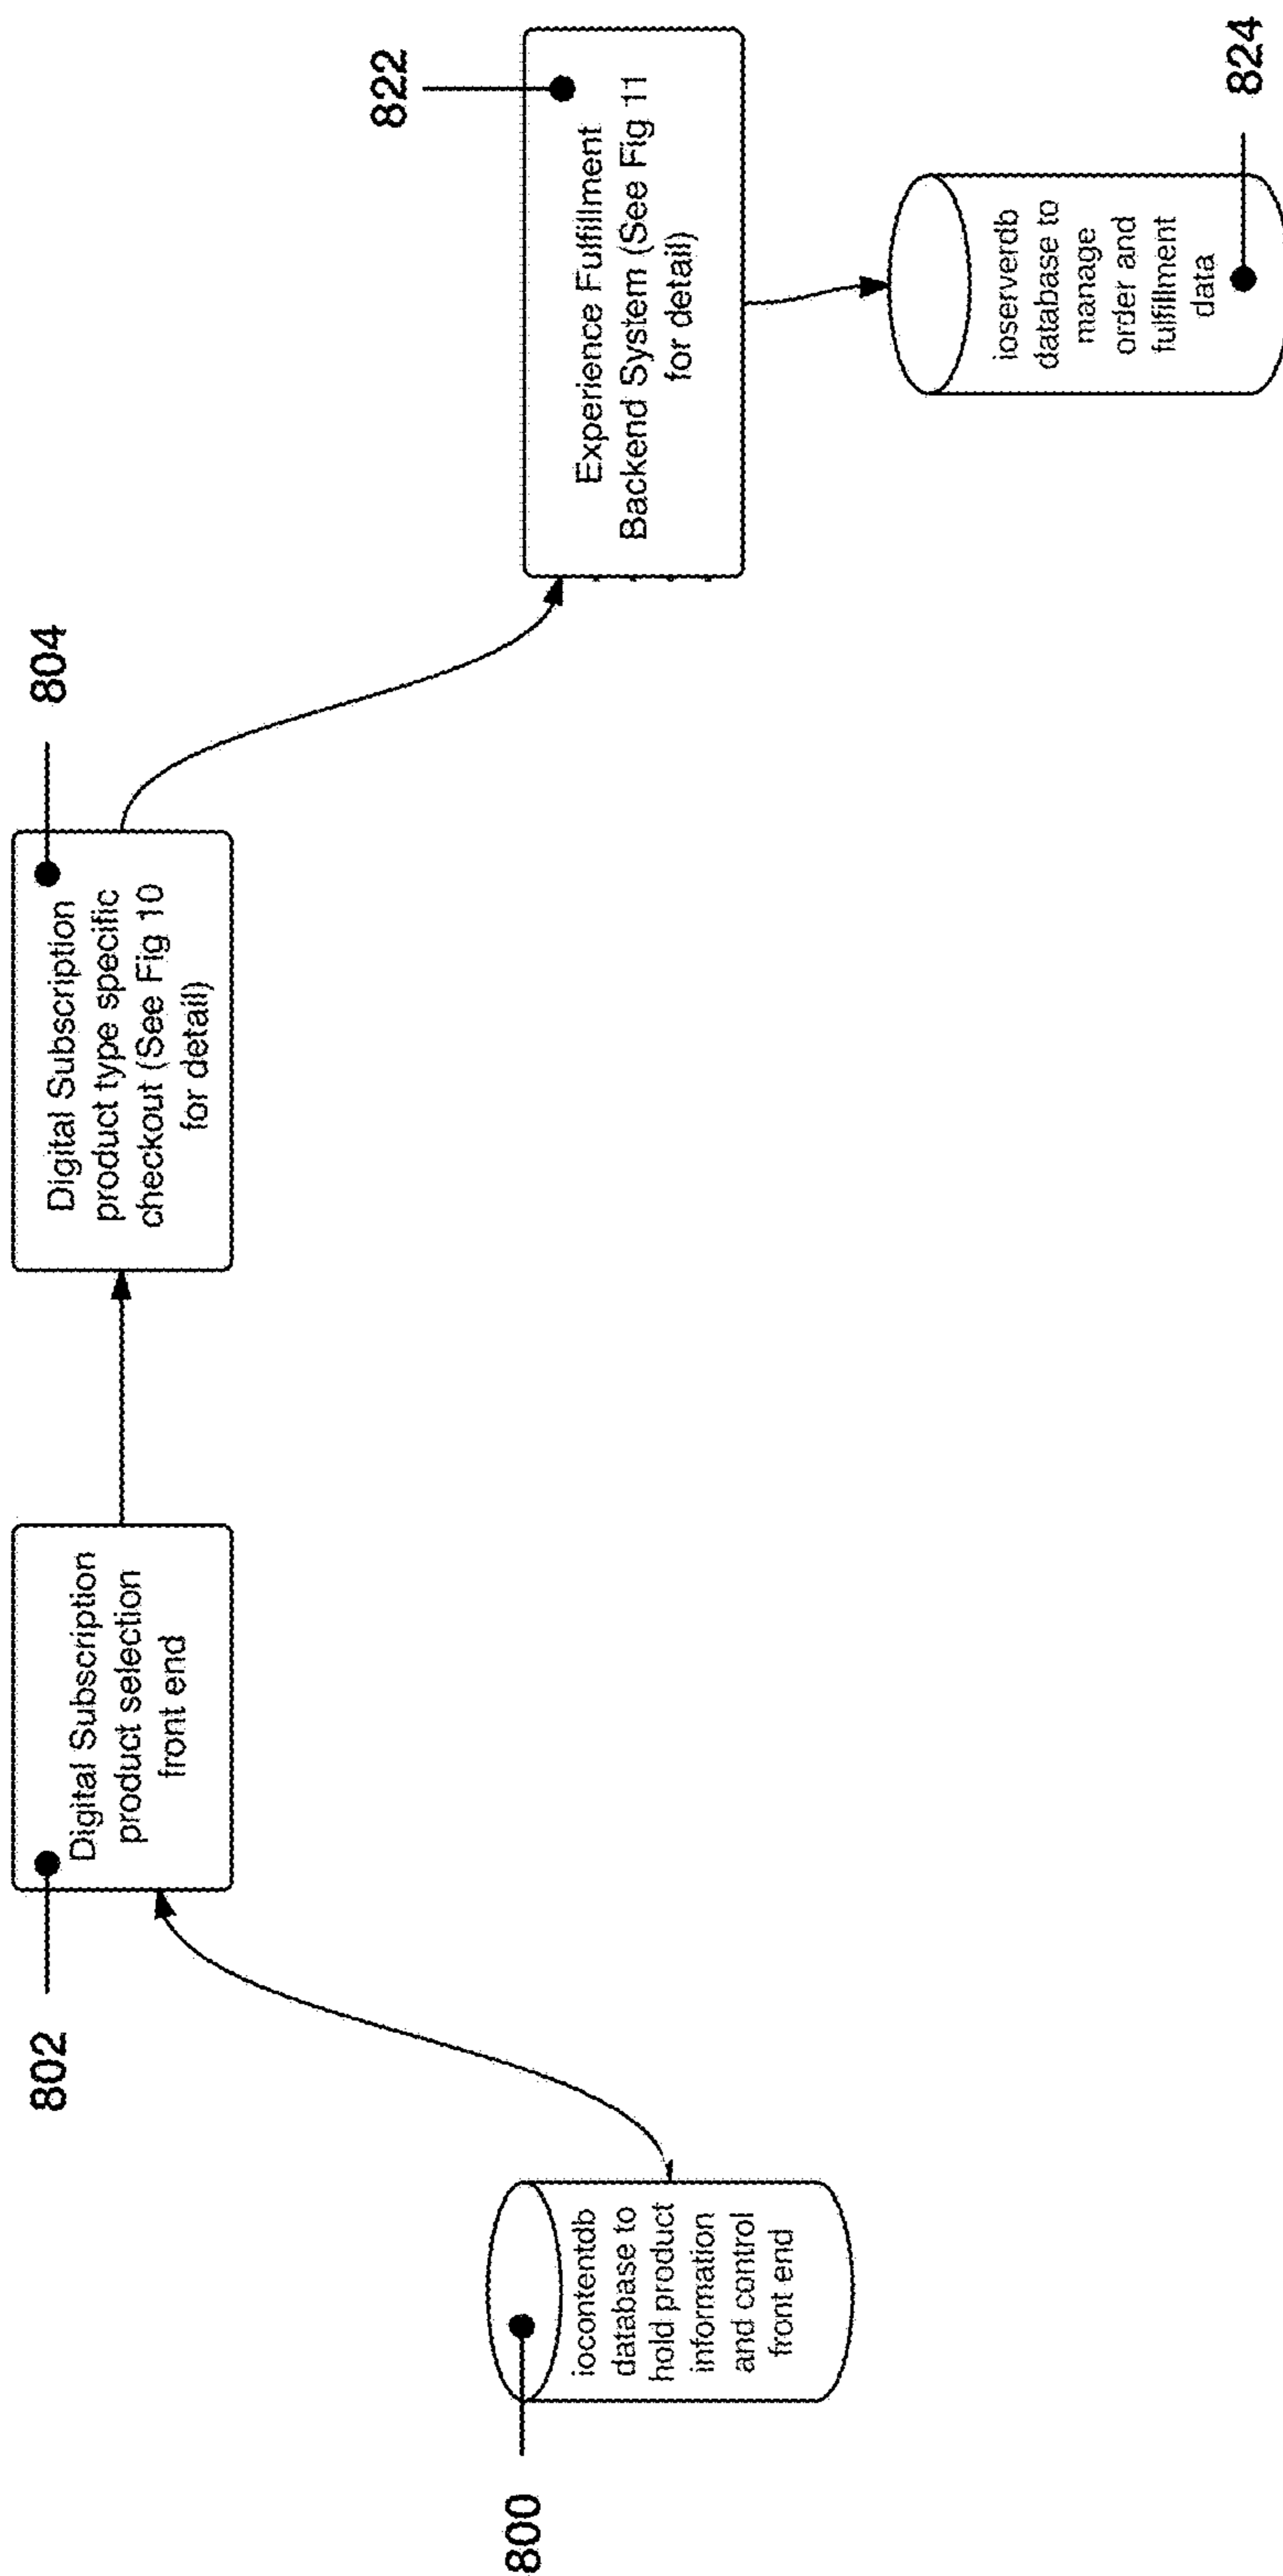 800
iocontentdb
database to
hold product
information
and control
front end
802
Digital Subscription
product selection
front end
804
Digital Subscription
product type specific
checkout (See Fig 10
for detail)
822
Experience Fulfillment
Backend System (See Fig 11
for detail)
824
ioserverdb
database to
manage
order and
fulfillment
data